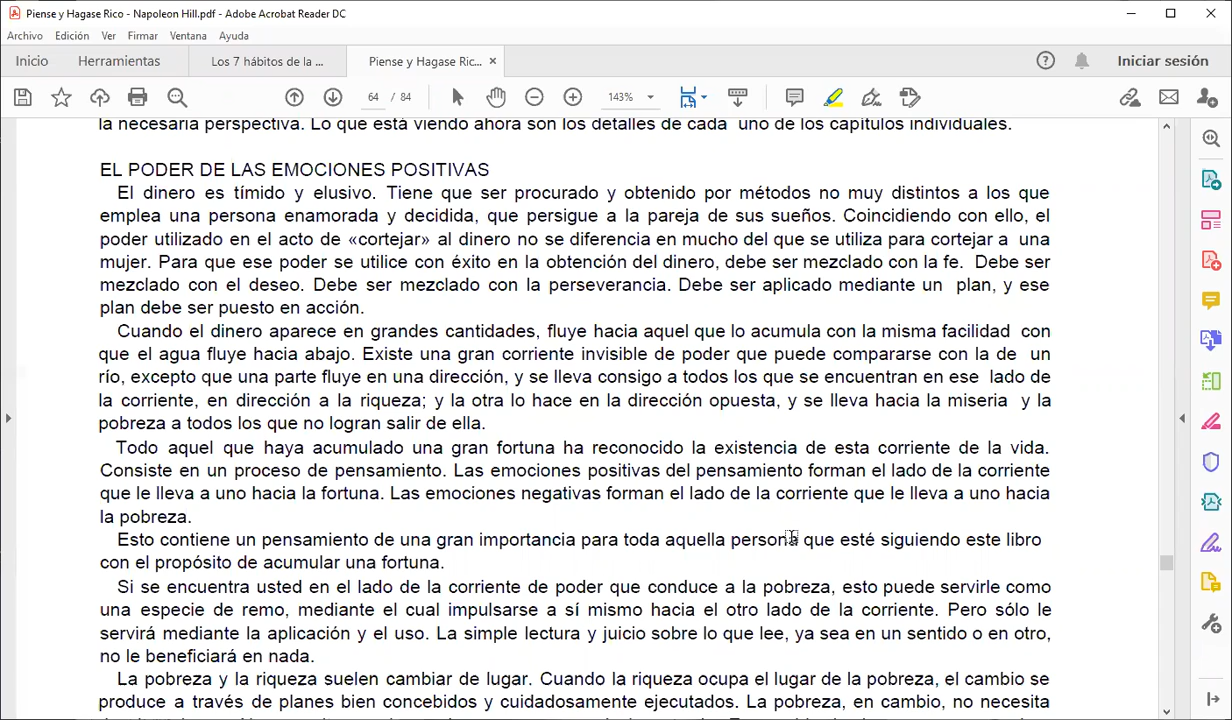 Piense y Hagase Rico - Napoleon Hill.pdf - Adobe Acrobat Reader DC
Archivo Edición Ver Firmar Ventana Ayuda
Inicio Herramientas Los 7 hábitos de la ... Piense y Hagase Ric... × Iniciar sesión
64 / 84 143%
la necesaria perspectiva. Lo que está viendo ahora son los detalles de cada uno de los capítulos individuales.
EL PODER DE LAS EMOCIONES POSITIVAS
El dinero es tímido y elusivo. Tiene que ser procurado y obtenido por métodos no muy distintos a los que
emplea una persona enamorada y decidida, que persigue a la pareja de sus sueños. Coincidiendo con ello, el
poder utilizado en el acto de «cortejar» al dinero no se diferencia en mucho del que se utiliza para cortejar a una
mujer. Para que ese poder se utilice con éxito en la obtención del dinero, debe ser mezclado con la fe. Debe ser
mezclado con el deseo. Debe ser mezclado con la perseverancia. Debe ser aplicado mediante un plan, y ese
plan debe ser puesto en acción.
Cuando el dinero aparece en grandes cantidades, fluye hacia aquel que lo acumula con la misma facilidad con
que el agua fluye hacia abajo. Existe una gran corriente invisible de poder que puede compararse con la de un
río, excepto que una parte fluye en una dirección, y se lleva consigo a todos los que se encuentran en ese lado de
la corriente, en dirección a la riqueza; y la otra lo hace en la dirección opuesta, y se lleva hacia la miseria y la
pobreza a todos los que no logran salir de ella.
Todo aquel que haya acumulado una gran fortuna ha reconocido la existencia de esta corriente de la vida.
Consiste en un proceso de pensamiento. Las emociones positivas del pensamiento forman el lado de la corriente
que le lleva a uno hacia la fortuna. Las emociones negativas forman el lado de la corriente que le lleva a uno hacia
la pobreza.
Esto contiene un pensamiento de una gran importancia para toda aquella persona que esté siguiendo este libro
con el propósito de acumular una fortuna.
Si se encuentra usted en el lado de la corriente de poder que conduce a la pobreza, esto puede servirle como
una especie de remo, mediante el cual impulsarse a sí mismo hacia el otro lado de la corriente. Pero sólo le
servirá mediante la aplicación y el uso. La simple lectura y juicio sobre lo que lee, ya sea en un sentido o en otro,
no le beneficiará en nada.
La pobreza y la riqueza suelen cambiar de lugar. Cuando la riqueza ocupa el lugar de la pobreza, el cambio se
produce a través de planes bien concebidos y cuidadosamente ejecutados. La pobreza, en cambio, no necesita